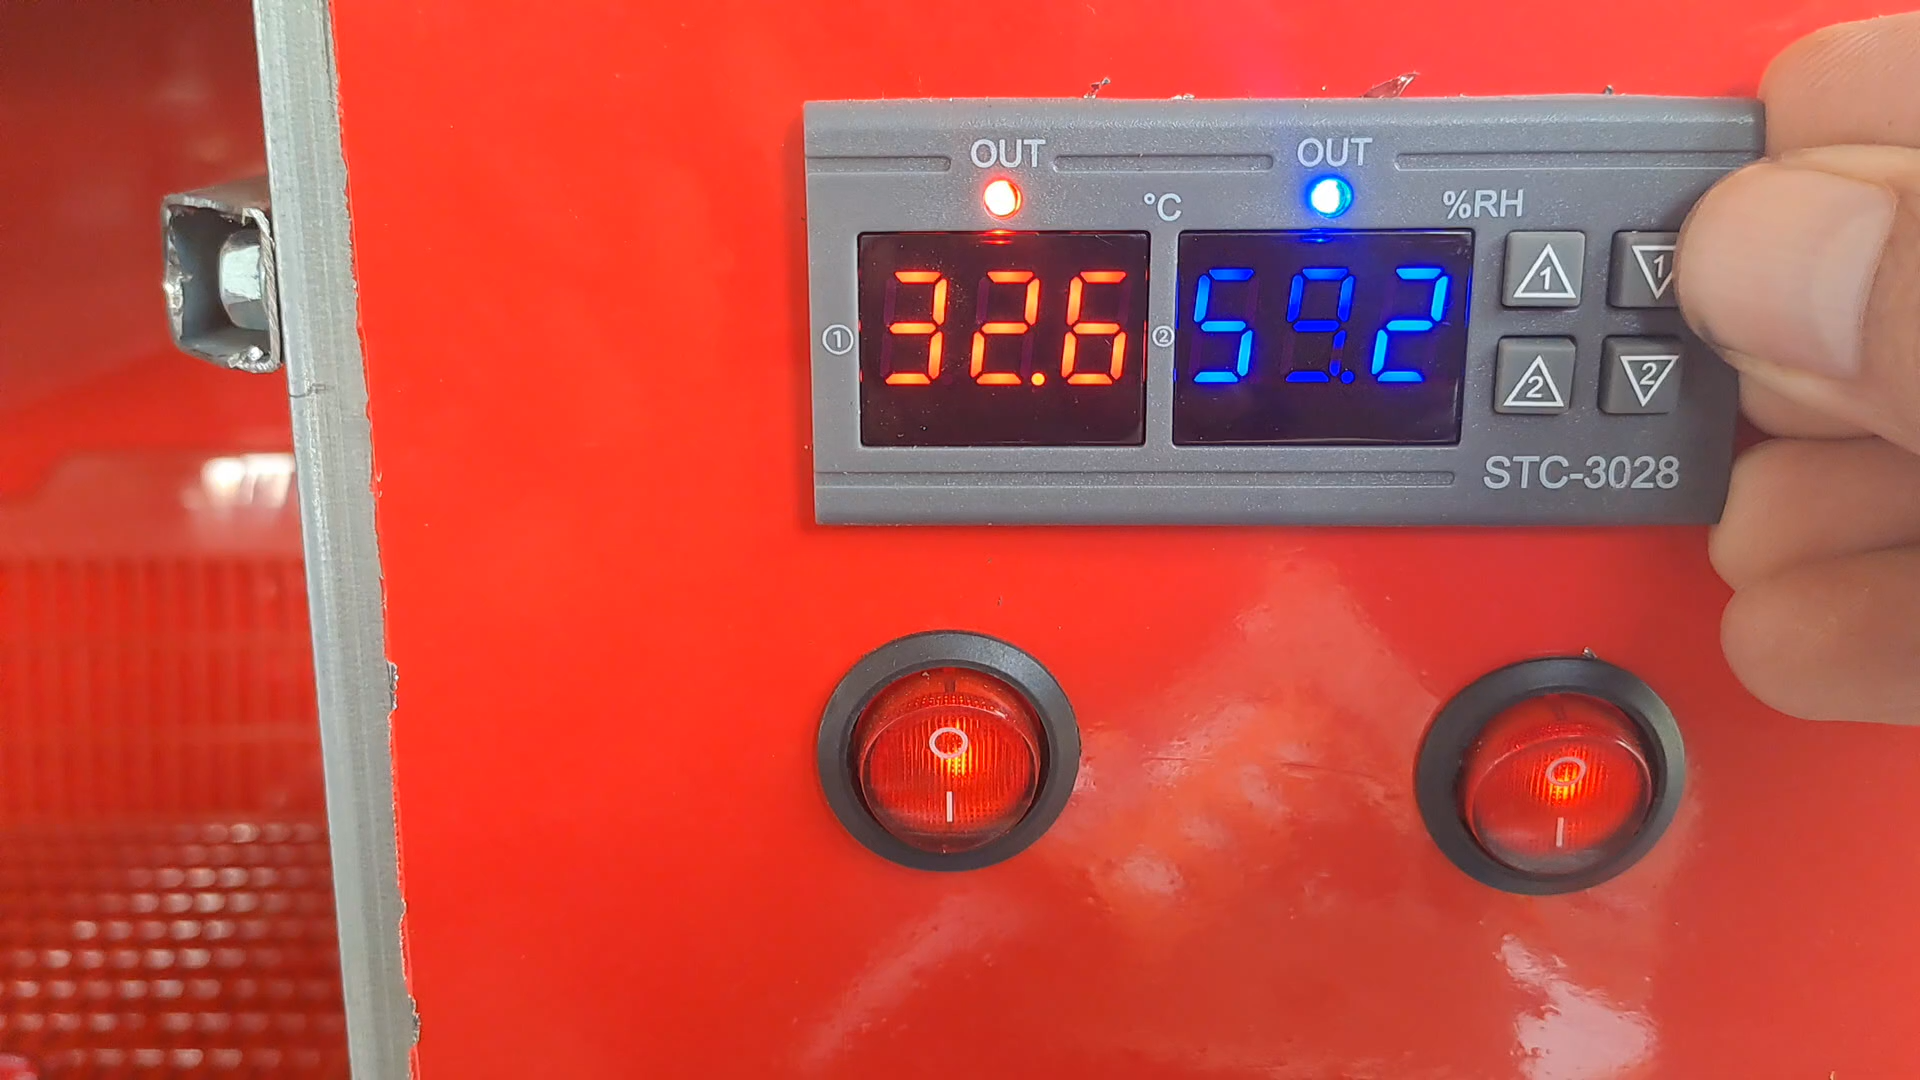 OUT OUT
°C %RH
① 32.6 ② 59.2
1 1
2 2
STC-3028
O O
I I